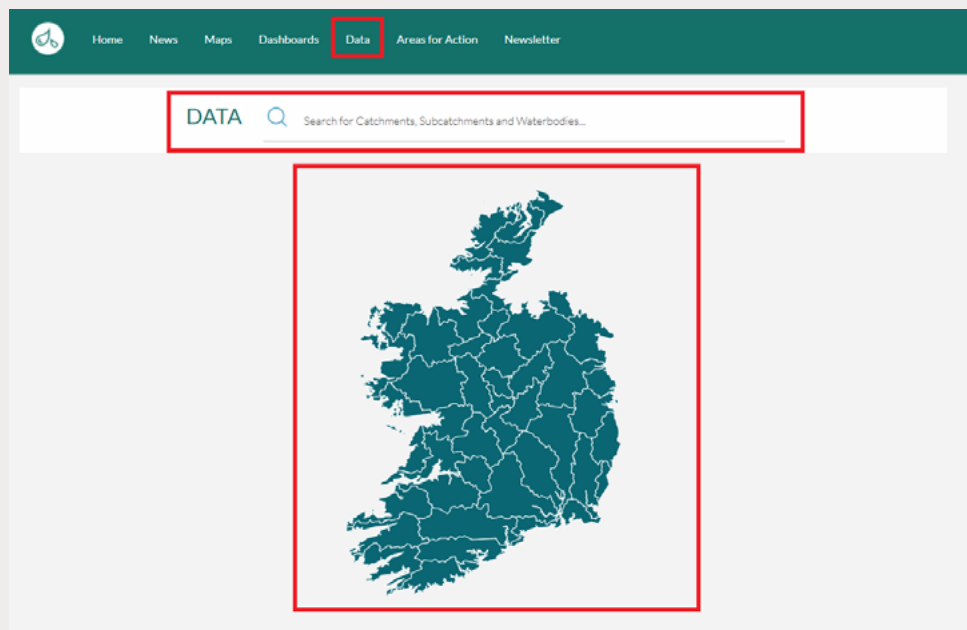 Home News Maps Dashboards Data Areas for Action Newsletter
DATA Search for Catchments, Subcatchments and Waterbodies...